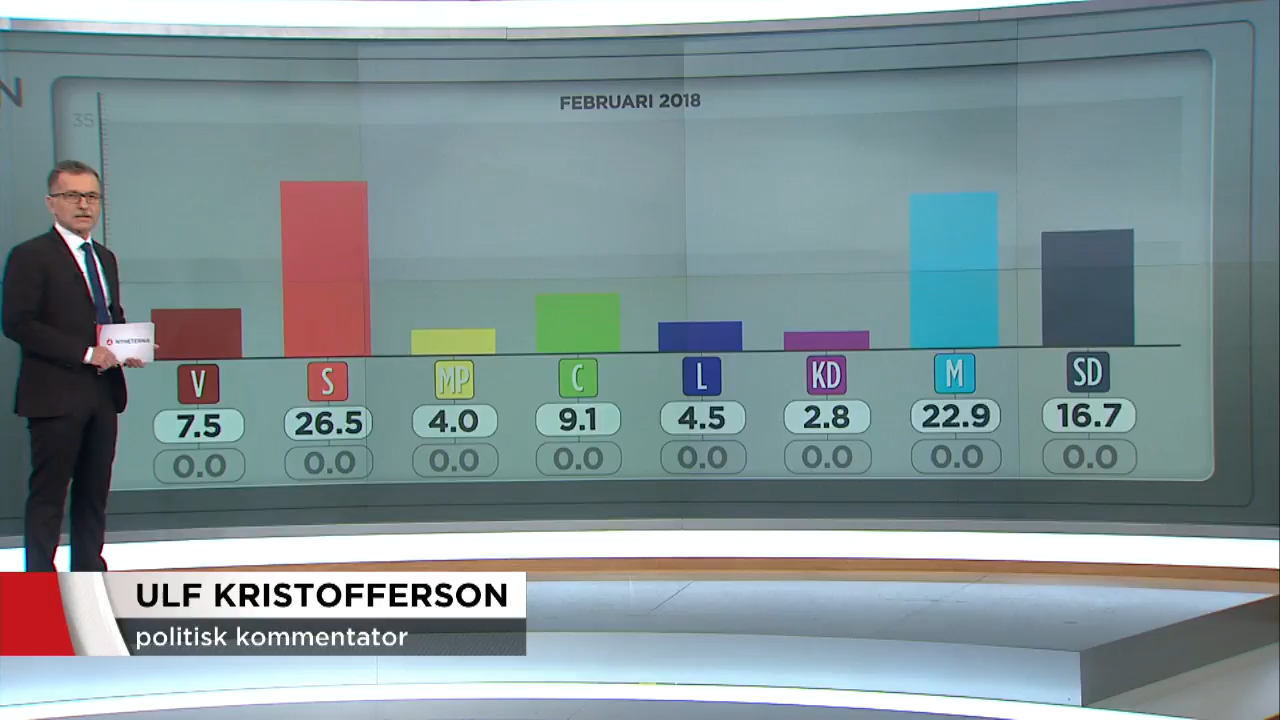 N
FEBRUARI 2018
35
V S MP C L KD M SD
7.5 26.5 4.0 9.1 4.5 2.8 22.9 16.7
0.0 0.0 0.0 0.0 0.0 0.0 0.0 0.0
NYHETERNA
ULF KRISTOFFERSON
politisk kommentator